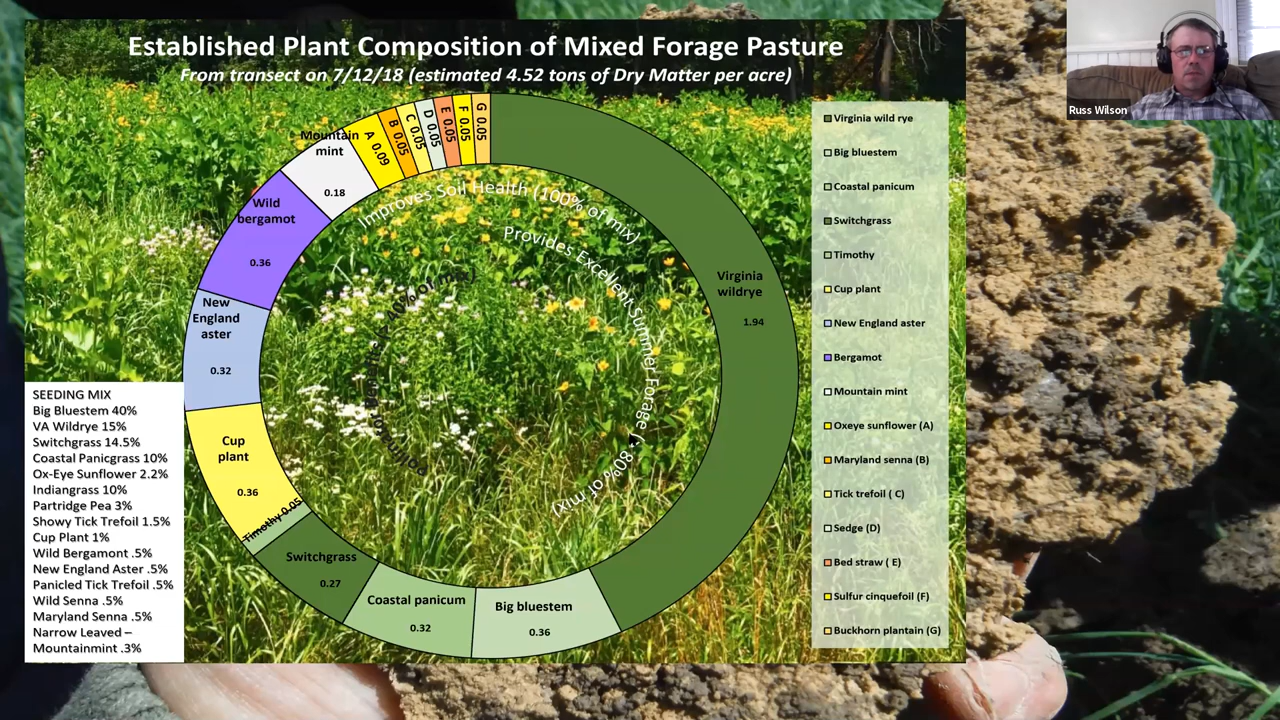 Established Plant Composition of Mixed Forage Pasture
From transect on 7/12/18 (estimated 4.52 tons of Dry Matter per acre)
Russ Wilson
Virginia
wildrye
1.94
Big bluestem
0.36
Coastal panicum
0.32
Switchgrass
0.27
Timothy 0.05
Cup
plant
0.36
New
England
aster
0.32
Wild
bergamot
0.36
Mountain
mint
0.18
A 0.09
B 0.05
C 0.05
D 0.05
E 0.05
F 0.05
G 0.05
Improves Soil Health (100% of mix)
Provides Excellent Summer Forage (80% of mix)
Virginia wild rye
Big bluestem
Coastal panicum
Switchgrass
Timothy
Cup plant
New England aster
Bergamot
Mountain mint
Oxeye sunflower (A)
Maryland senna (B)
Tick trefoil ( C)
Sedge (D)
Bed straw ( E)
Sulfur cinquefoil (F)
Buckhorn plantain (G)
SEEDING MIX
Big Bluestem 40%
VA Wildrye 15%
Switchgrass 14.5%
Coastal Panicgrass 10%
Ox-Eye Sunflower 2.2%
Indiangrass 10%
Partridge Pea 3%
Showy Tick Trefoil 1.5%
Cup Plant 1%
Wild Bergamont .5%
New England Aster .5%
Panicled Tick Trefoil .5%
Wild Senna .5%
Maryland Senna .5%
Narrow Leaved –
Mountainmint .3%